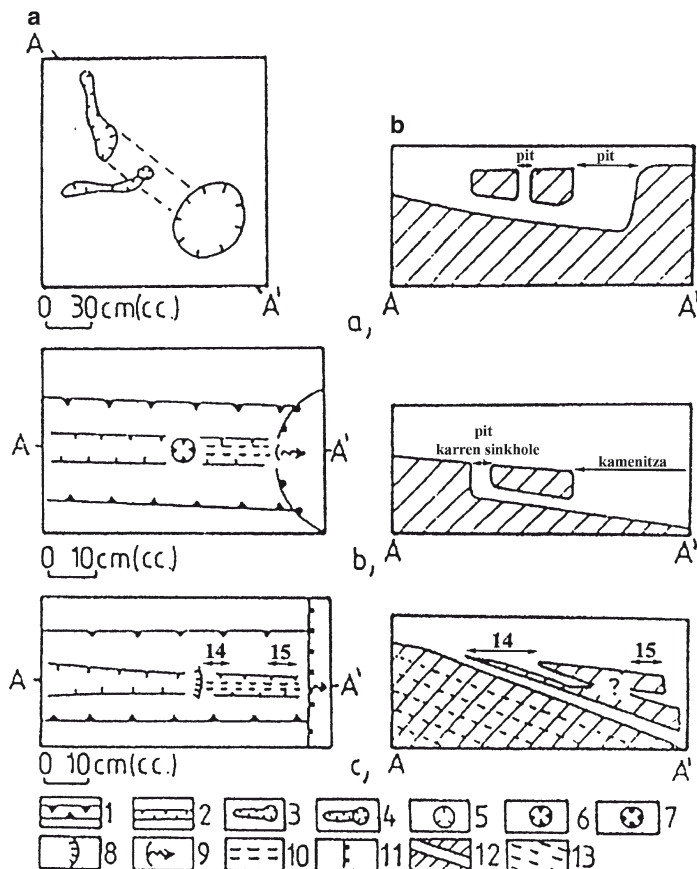 a
A
A'
0 30cm(cc.)
b
pit pit
A A'
a,
A A'
0 10cm(cc.)
b,
pit
karren sinkhole kamenitza
A A'
14 15
A A'
0 10cm(cc.)
c,
14 15
?
A A'
1 2 3 4 5 6 7
8 9 10 11 12 13